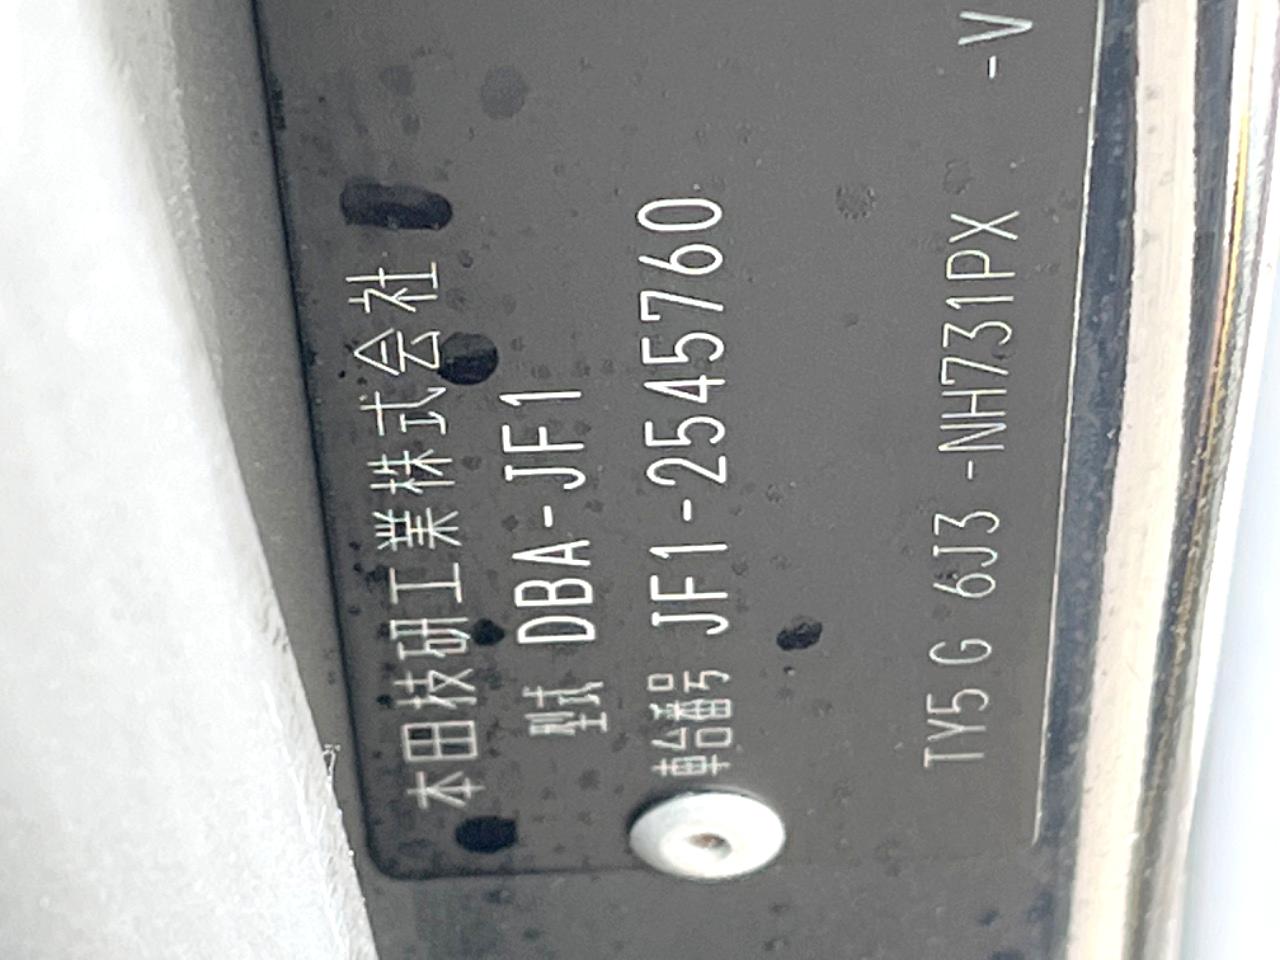 本田技研工業株式会社
型式 DBA-JF1
車台番号 JF1-2545760
TY5 G 6J3 -NH731PX -V